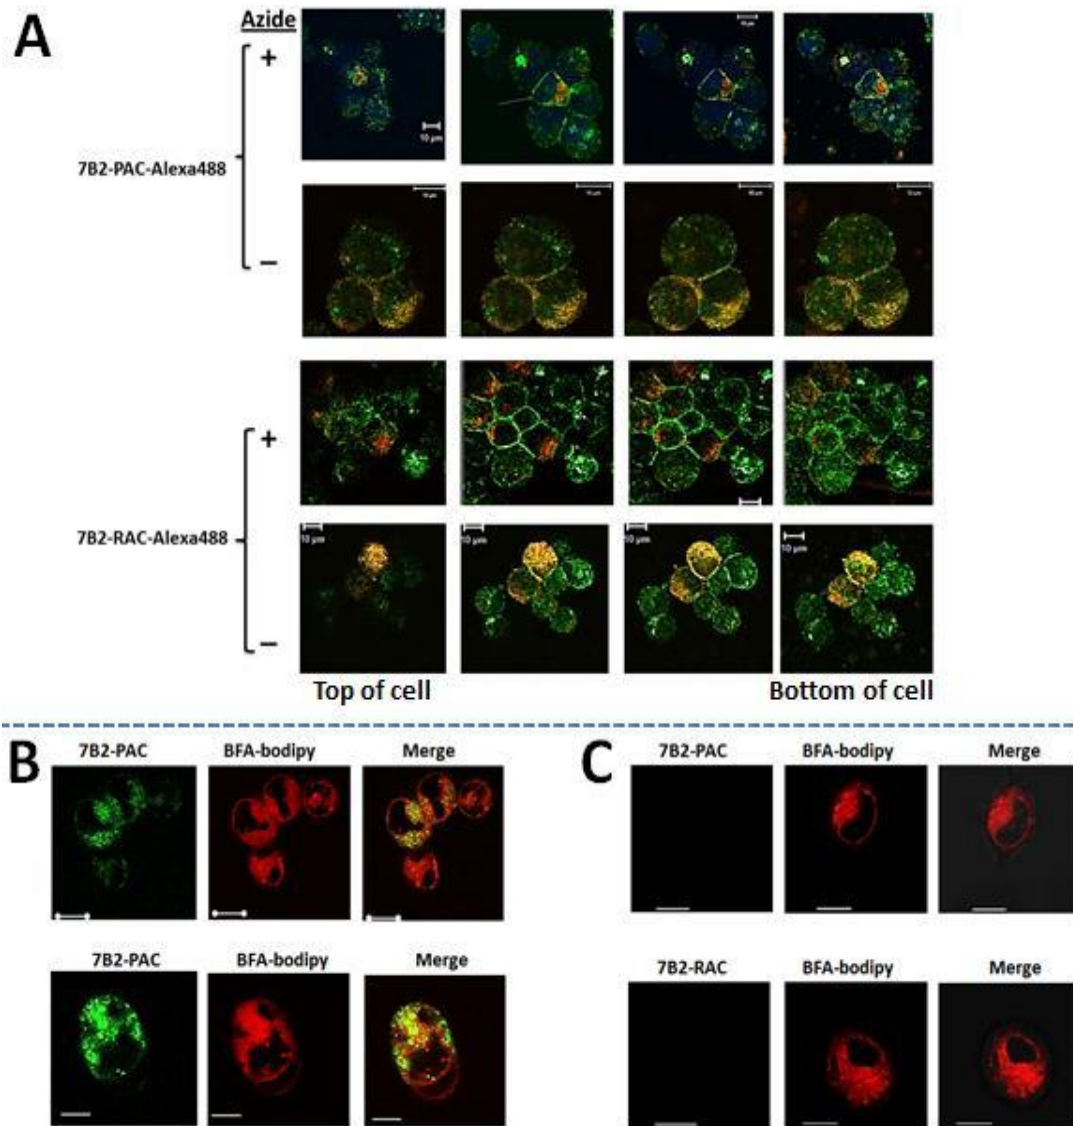 A
Azide
+
7B2-PAC-Alexa488
−
+
7B2-RAC-Alexa488
−
10 µm
10 µm
10 µm
10 µm
10 µm
Top of cell
Bottom of cell
B
7B2-PAC
BFA-bodipy
Merge
7B2-PAC
BFA-bodipy
Merge
C
7B2-PAC
BFA-bodipy
Merge
7B2-RAC
BFA-bodipy
Merge